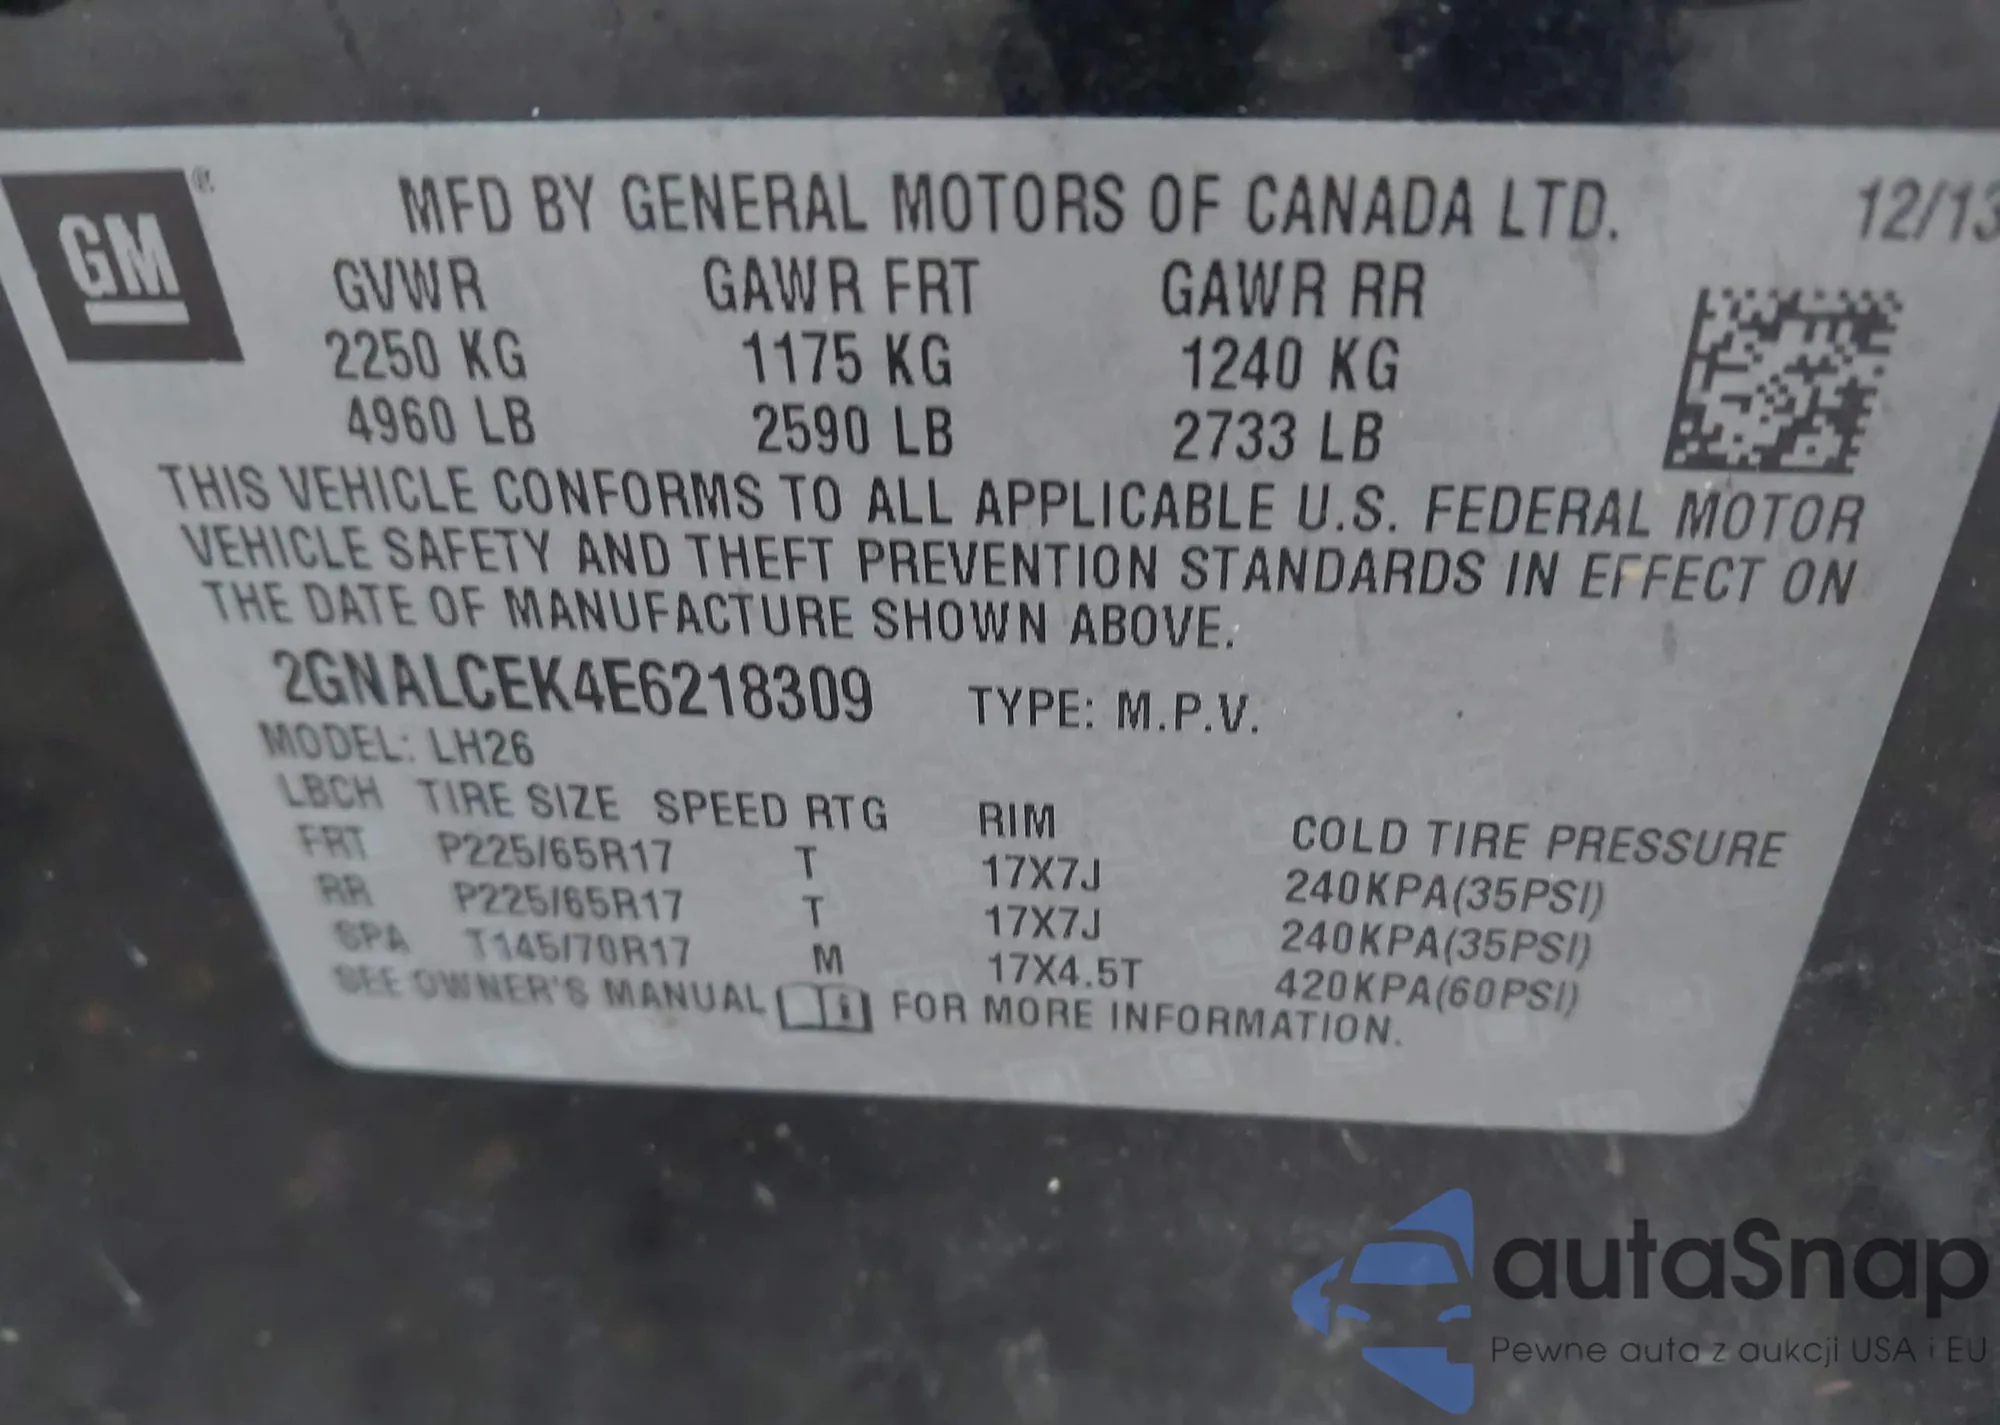 GM®
MFD BY GENERAL MOTORS OF CANADA LTD. 12/13
GVWR GAWR FRT GAWR RR
2250 KG 1175 KG 1240 KG
4960 LB 2590 LB 2733 LB
THIS VEHICLE CONFORMS TO ALL APPLICABLE U.S. FEDERAL MOTOR
VEHICLE SAFETY AND THEFT PREVENTION STANDARDS IN EFFECT ON
THE DATE OF MANUFACTURE SHOWN ABOVE.
2GNALCEK4E6218309 TYPE: M.P.V.
MODEL: LH26
LBCH TIRE SIZE SPEED RTG RIM COLD TIRE PRESSURE
FRT P225/65R17 T 17X7J 240KPA(35PSI)
RR P225/65R17 T 17X7J 240KPA(35PSI)
SPA T145/70R17 M 17X4.5T 420KPA(60PSI)
SEE OWNER'S MANUAL i FOR MORE INFORMATION.
autaSnap
Pewne auta z aukcji USA i EU